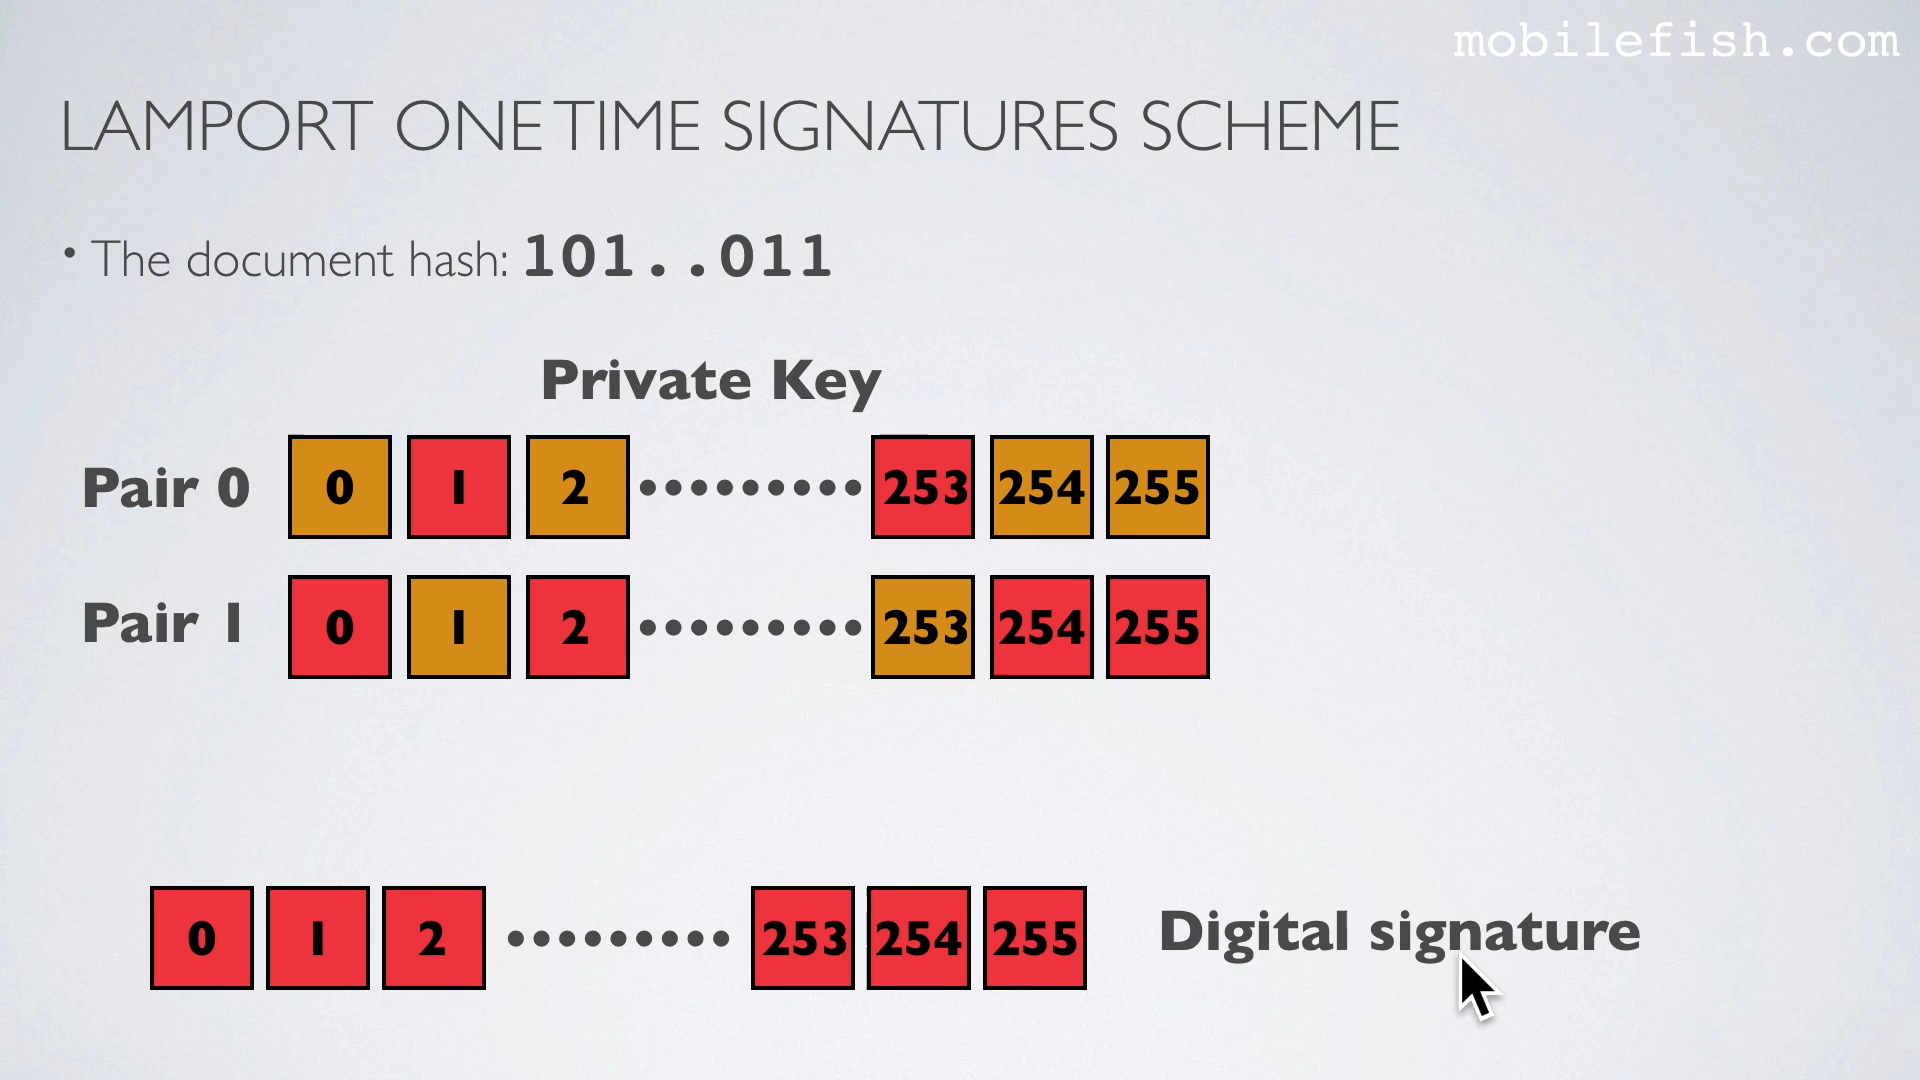 mobilefish.com
LAMPORT ONE TIME SIGNATURES SCHEME
• The document hash: 101..011
Private Key
Pair 0 0 1 2 ......... 253 254 255
Pair 1 0 1 2 ......... 253 254 255
0 1 2 ......... 253 254 255 Digital signature